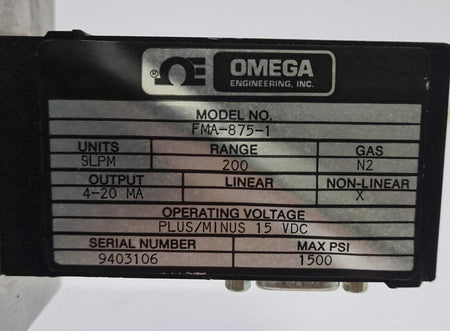 ® ΩE OMEGA
ENGINEERING, INC.
MODEL NO.
FMA-875-1
UNITS RANGE GAS
SLPM 200 N2
OUTPUT LINEAR NON-LINEAR
4-20 MA X
OPERATING VOLTAGE
PLUS/MINUS 15 VDC
SERIAL NUMBER MAX PSI
9403106 1500